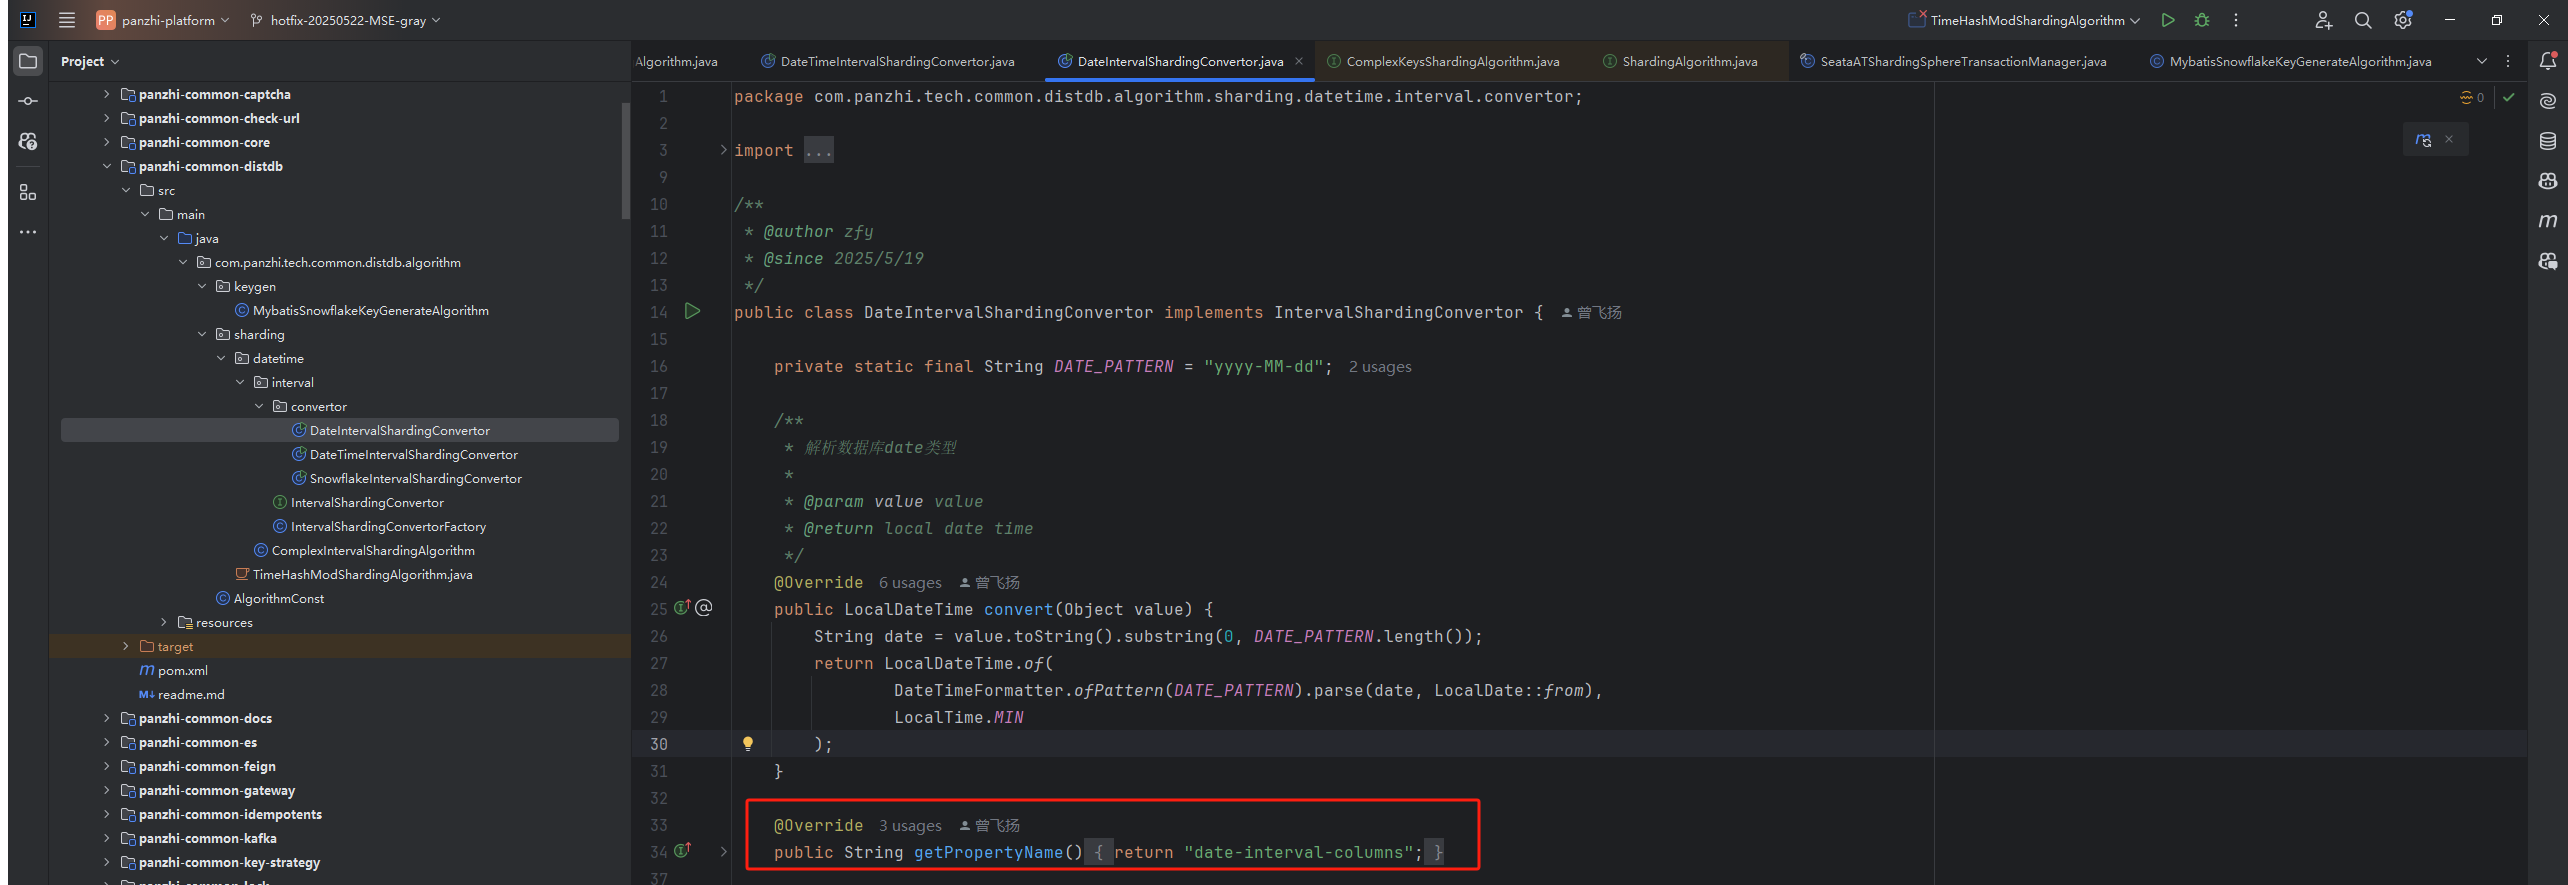 PP panzhi-platform hotfix-20250522-MSE-gray TimeHashModShardingAlgorithm
Project
Algorithm.java DateTimeIntervalShardingConvertor.java DateIntervalShardingConvertor.java ComplexKeysShardingAlgorithm.java ShardingAlgorithm.java SeataATShardingSphereTransactionManager.java MybatisSnowflakeKeyGenerateAlgorithm.java
panzhi-common-captcha
panzhi-common-check-url
panzhi-common-core
panzhi-common-distdb
src
main
java
com.panzhi.tech.common.distdb.algorithm
keygen
MybatisSnowflakeKeyGenerateAlgorithm
sharding
datetime
interval
convertor
DateIntervalShardingConvertor
DateTimeIntervalShardingConvertor
SnowflakeIntervalShardingConvertor
IntervalShardingConvertor
IntervalShardingConvertorFactory
ComplexIntervalShardingAlgorithm
TimeHashModShardingAlgorithm.java
AlgorithmConst
resources
target
pom.xml
readme.md
panzhi-common-docs
panzhi-common-es
panzhi-common-feign
panzhi-common-gateway
panzhi-common-idempotents
panzhi-common-kafka
panzhi-common-key-strategy
1 package com.panzhi.tech.common.distdb.algorithm.sharding.datetime.interval.convertor; 0
2
3 import ...
9
10 /**
11 * @author zfy
12 * @since 2025/5/19
13 */
14 public class DateIntervalShardingConvertor implements IntervalShardingConvertor { 曾飞扬
15
16 private static final String DATE_PATTERN = "yyyy-MM-dd"; 2 usages
17
18 /**
19 * 解析数据库date类型
20 *
21 * @param value value
22 * @return local date time
23 */
24 @Override 6 usages 曾飞扬
25 public LocalDateTime convert(Object value) {
26 String date = value.toString().substring(0, DATE_PATTERN.length());
27 return LocalDateTime.of(
28 DateTimeFormatter.ofPattern(DATE_PATTERN).parse(date, LocalDate::from),
29 LocalTime.MIN
30 );
31 }
32
33 @Override 3 usages 曾飞扬
34 public String getPropertyName() { return "date-interval-columns"; }
37